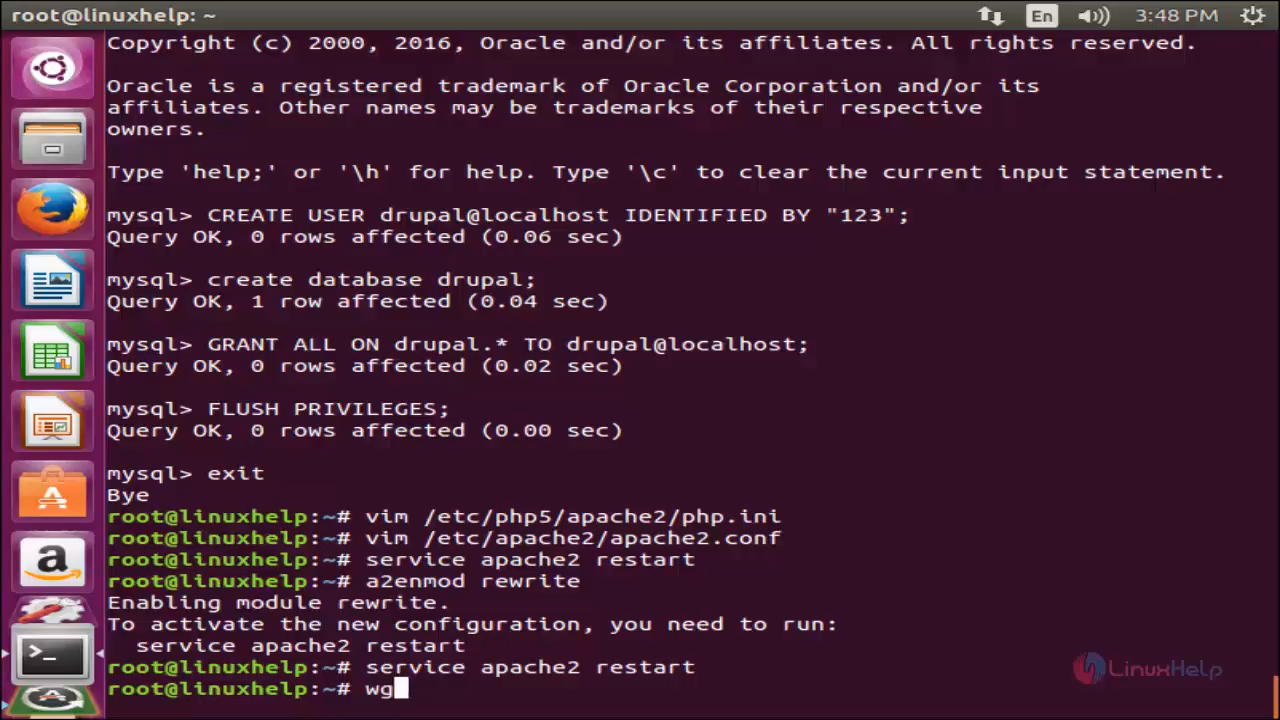 root@linuxhelp: ~
En
3:48 PM
Copyright (c) 2000, 2016, Oracle and/or its affiliates. All rights reserved.
Oracle is a registered trademark of Oracle Corporation and/or its
affiliates. Other names may be trademarks of their respective
owners.
Type 'help;' or '\h' for help. Type '\c' to clear the current input statement.
mysql> CREATE USER drupal@localhost IDENTIFIED BY "123";
Query OK, 0 rows affected (0.06 sec)
mysql> create database drupal;
Query OK, 1 row affected (0.04 sec)
mysql> GRANT ALL ON drupal.* TO drupal@localhost;
Query OK, 0 rows affected (0.02 sec)
mysql> FLUSH PRIVILEGES;
Query OK, 0 rows affected (0.00 sec)
mysql> exit
Bye
root@linuxhelp:~# vim /etc/php5/apache2/php.ini
root@linuxhelp:~# vim /etc/apache2/apache2.conf
root@linuxhelp:~# service apache2 restart
root@linuxhelp:~# a2enmod rewrite
Enabling module rewrite.
To activate the new configuration, you need to run:
  service apache2 restart
root@linuxhelp:~# service apache2 restart
root@linuxhelp:~# wg
LinuxHelp